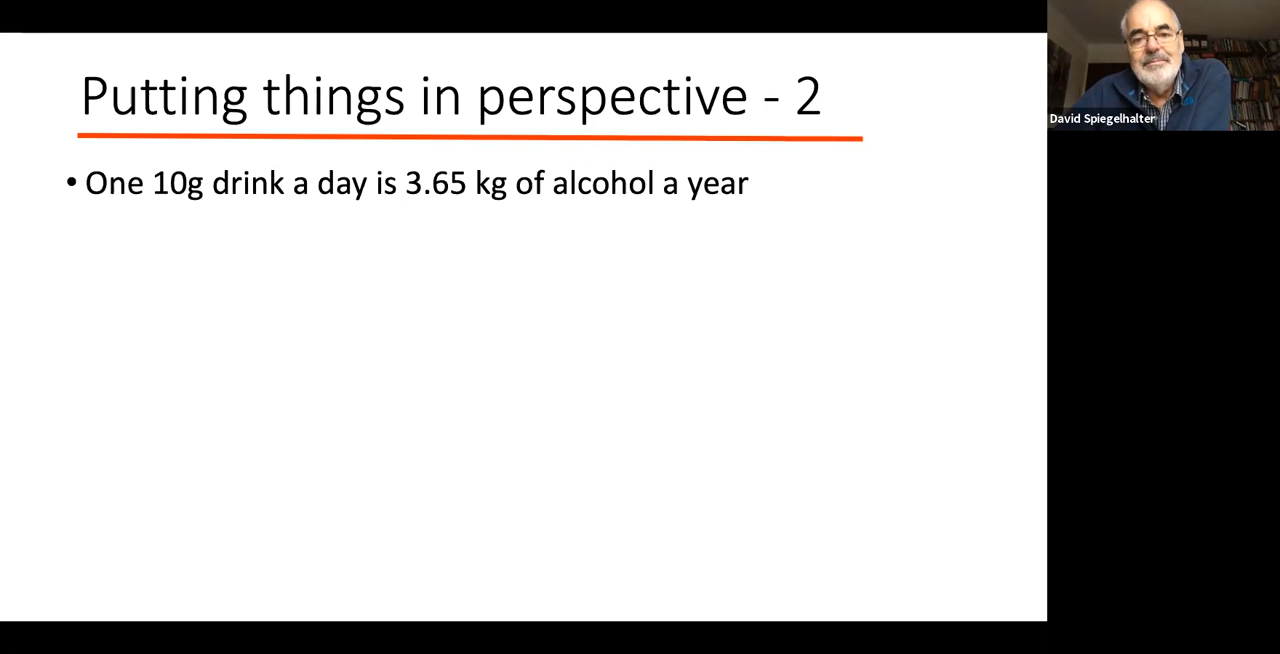 Putting things in perspective - 2
• One 10g drink a day is 3.65 kg of alcohol a year
David Spiegelhalter